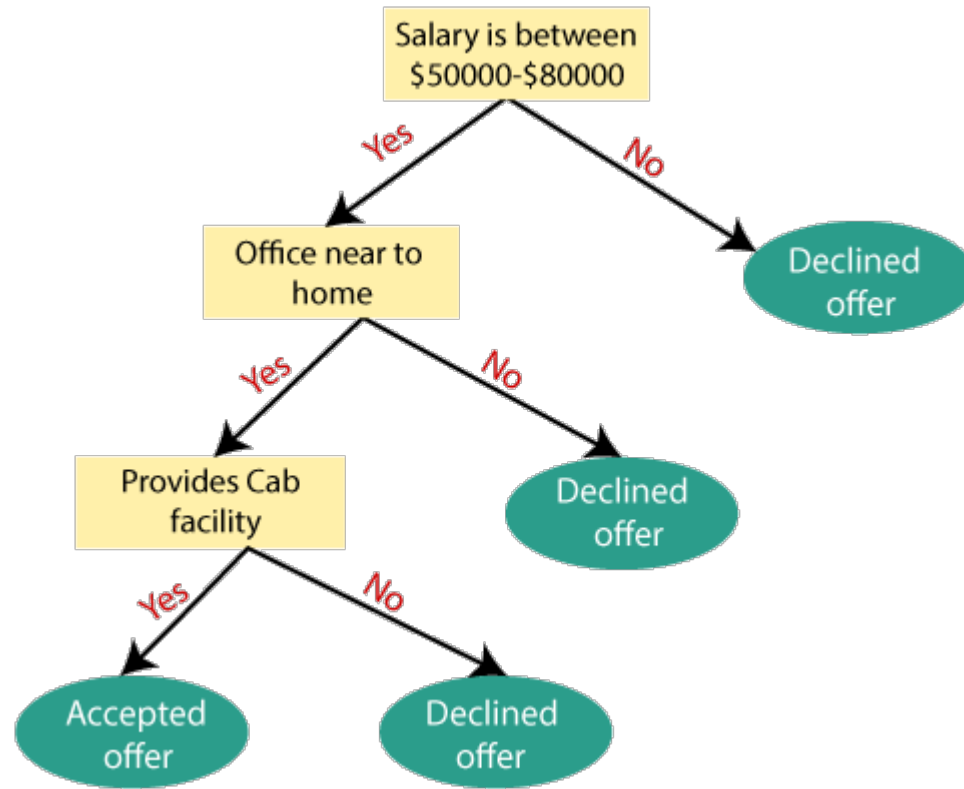 Salary is between
$50000-$80000
Yes
No
Office near to
home
Declined
offer
Yes
No
Provides Cab
facility
Declined
offer
Yes
No
Accepted
offer
Declined
offer